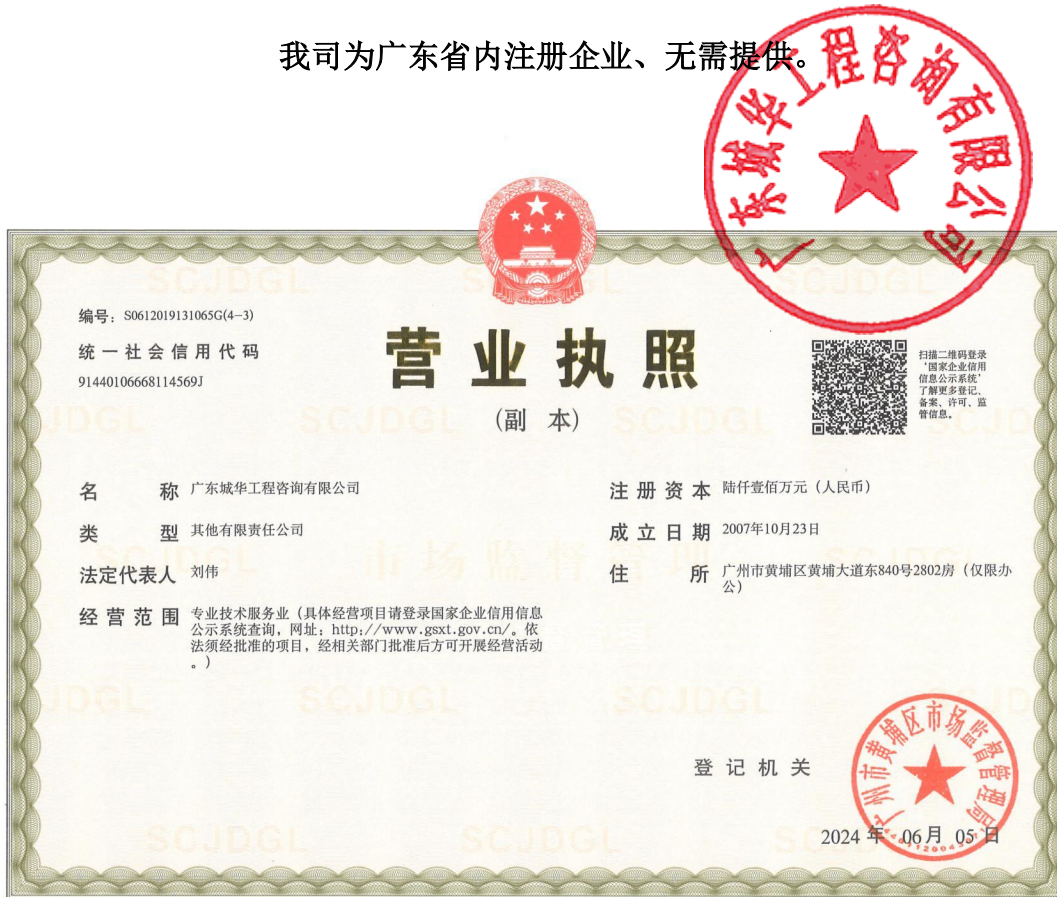 我司为广东省内注册企业、无需提供。
广东城华工程咨询有限公司
编号：S0612019131065G(4-3)
统一社会信用代码
91440106668114569J
营业执照
（副 本）
扫描二维码登录
‘国家企业信用
信息公示系统’
了解更多登记、
备案、许可、监
管信息。
名称 广东城华工程咨询有限公司
类型 其他有限责任公司
法定代表人 刘伟
经营范围 专业技术服务业（具体经营项目请登录国家企业信用信息
公示系统查询，网址：http://www.gsxt.gov.cn/。依
法须经批准的项目，经相关部门批准后方可开展经营活动
。）
注册资本 陆仟壹佰万元（人民币）
成立日期 2007年10月23日
住所 广州市黄埔区黄埔大道东840号2802房（仅限办
公）
登记机关
广州市黄埔区市场监督管理局
2024 年 06月 05 日
SCJDGL
市场监督管理